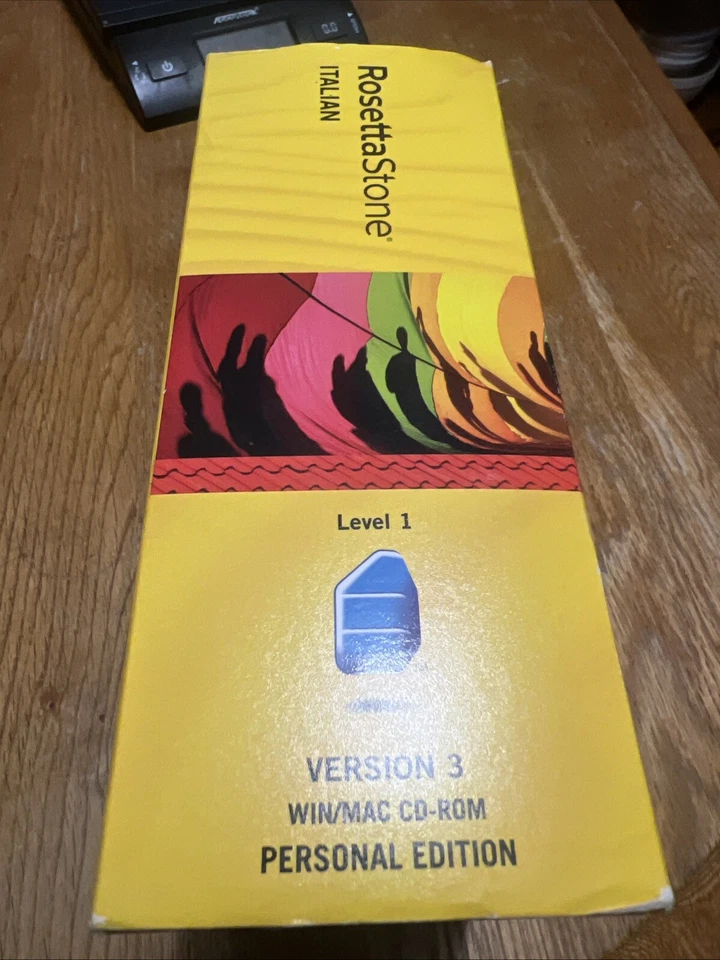 RosettaStone®
ITALIAN
Level 1
VERSION 3
WIN/MAC CD-ROM
PERSONAL EDITION